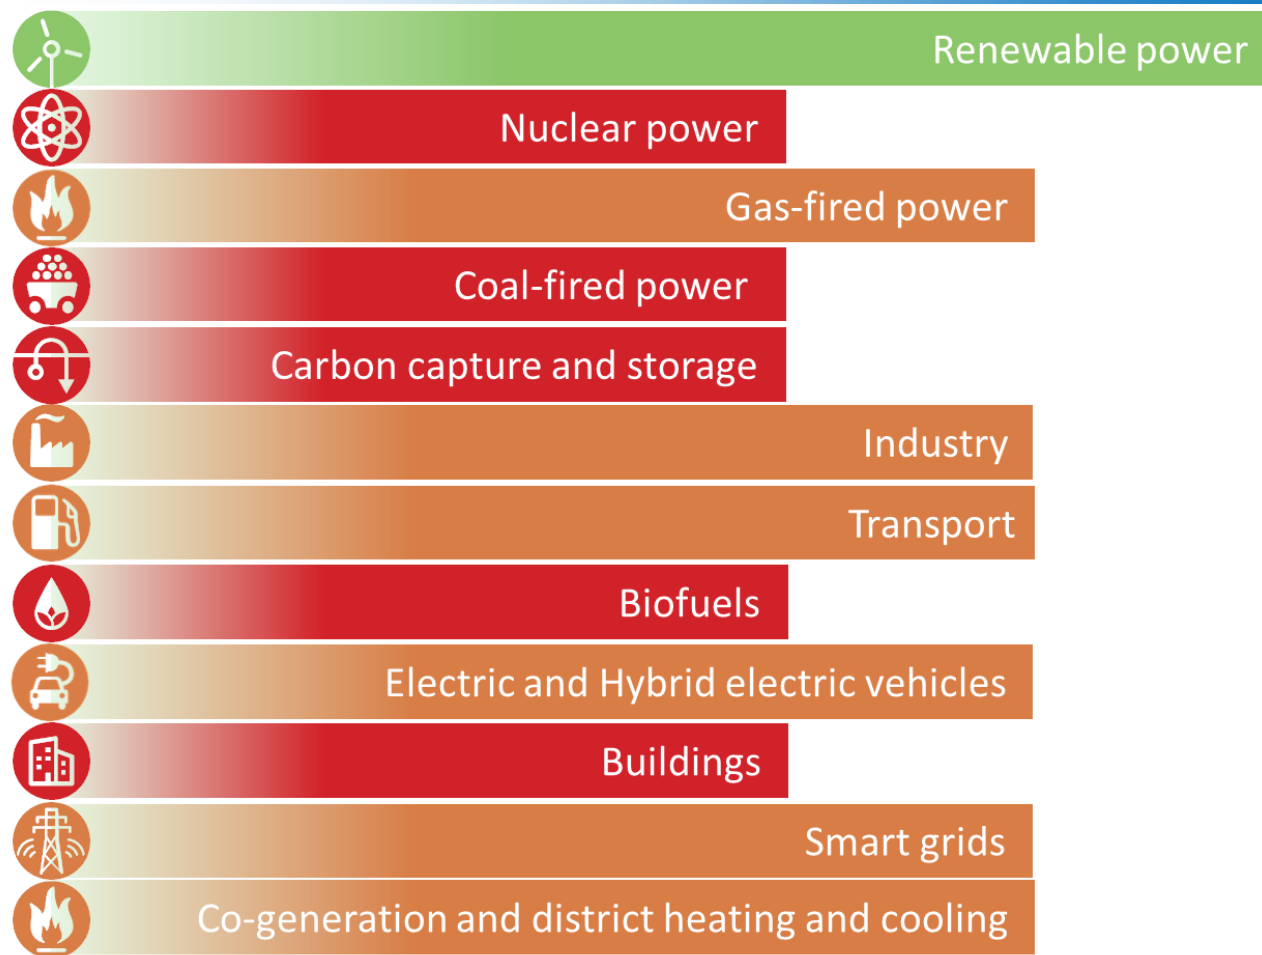 Renewable power
Nuclear power
Gas-fired power
Coal-fired power
Carbon capture and storage
Industry
Transport
Biofuels
Electric and Hybrid electric vehicles
Buildings
Smart grids
Co-generation and district heating and cooling